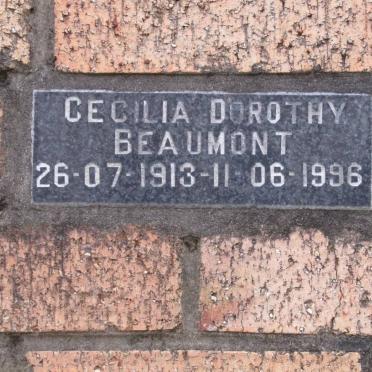 CECILIA DOROTHY
BEAUMONT
26-07-1913-11-06-1996